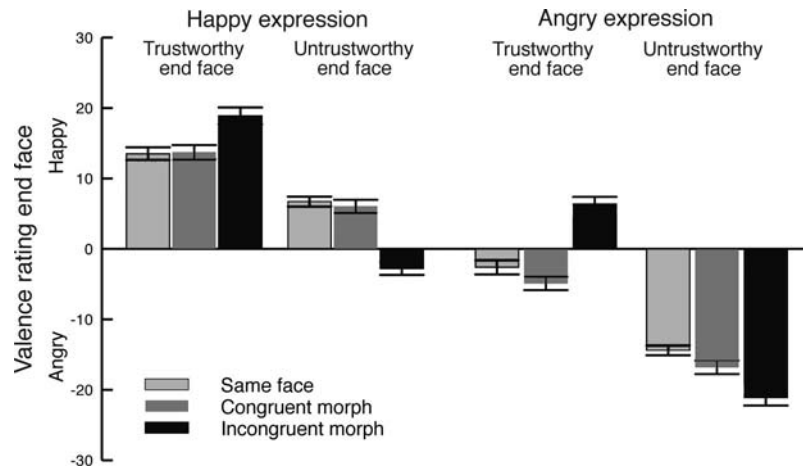 Happy expression
Angry expression
Trustworthy
end face
Untrustworthy
end face
Trustworthy
end face
Untrustworthy
end face
Valence rating end face
Happy
Angry
30
20
10
0
-10
-20
-30
Same face
Congruent morph
Incongruent morph